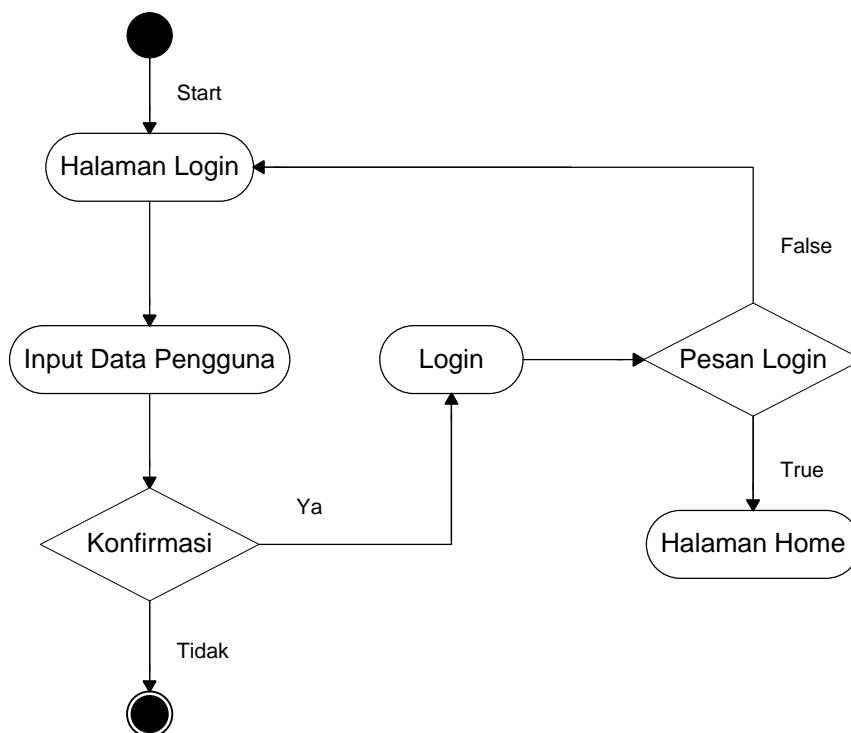 Start
Halaman Login
False
Input Data Pengguna
Login
Pesan Login
Ya
True
Konfirmasi
Halaman Home
Tidak